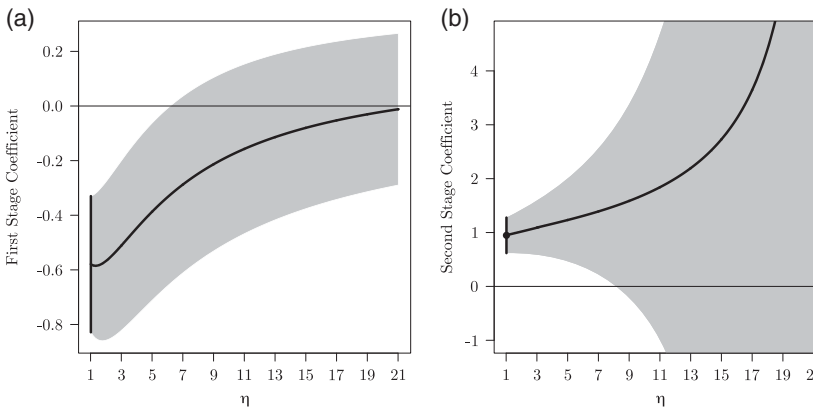 (a)
First Stage Coefficient
0.2
0.0
-0.2
-0.4
-0.6
-0.8
1 3 5 7 9 11 13 15 17 19 21
η
(b)
Second Stage Coefficient
4
3
2
1
0
-1
1 3 5 7 9 11 13 15 17 19 21
η